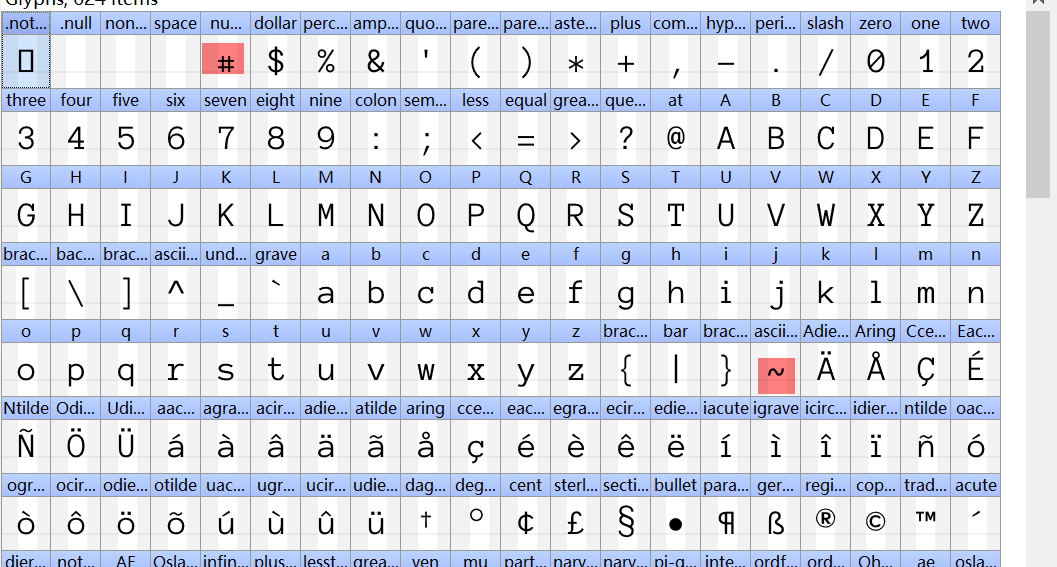 Glyphs, 624 items
.not... .null non... space nu... dollar perc... amp... quo... pare... pare... aste... plus com... hyp... peri... slash zero one two
▯ # $ % & ' ( ) * + , – . / 0 1 2
three four five six seven eight nine colon sem... less equal grea... que... at A B C D E F
3 4 5 6 7 8 9 : ; < = > ? @ A B C D E F
G H I J K L M N O P Q R S T U V W X Y Z
G H I J K L M N O P Q R S T U V W X Y Z
brac... bac... brac... ascii... und... grave a b c d e f g h i j k l m n
[ \ ] ^ _ ` a b c d e f g h i j k l m n
o p q r s t u v w x y z brac... bar brac... ascii... Adie... Aring Cce... Eac...
o p q r s t u v w x y z { | } ~ Ä Å Ç É
Ntilde Odi... Udi... aac... agra... acir... adie... atilde aring cce... eac... egra... ecir... edie... iacute igrave icirc... idier... ntilde oac...
Ñ Ö Ü á à â ä ã å ç é è ê ë í ì î ï ñ ó
ogr... ocir... odie... otilde uac... ugr... ucir... udie... dag... deg... cent sterl... secti... bullet para... ger... regi... cop... trad... acute
ò ô ö õ ú ù û ü † ° ¢ £ § • ¶ ß ® © ™ ´
dier... not... AE Osla... infin... plus... lesst... grea... yen mu part... nary... nary... pi-g... inte... ordf... ord... Oh... ae osla...